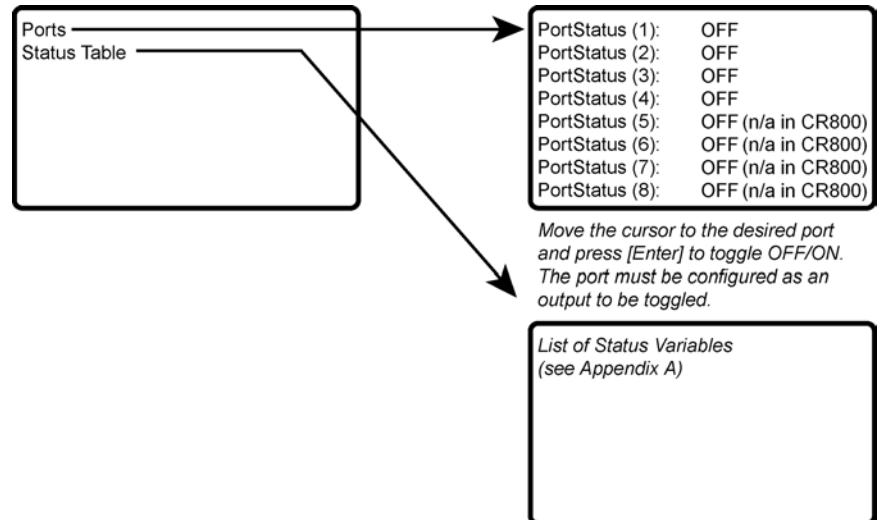 Ports
Status Table
PortStatus (1): OFF
PortStatus (2): OFF
PortStatus (3): OFF
PortStatus (4): OFF
PortStatus (5): OFF (n/a in CR800)
PortStatus (6): OFF (n/a in CR800)
PortStatus (7): OFF (n/a in CR800)
PortStatus (8): OFF (n/a in CR800)
Move the cursor to the desired port
and press [Enter] to toggle OFF/ON.
The port must be configured as an
output to be toggled.
List of Status Variables
(see Appendix A)